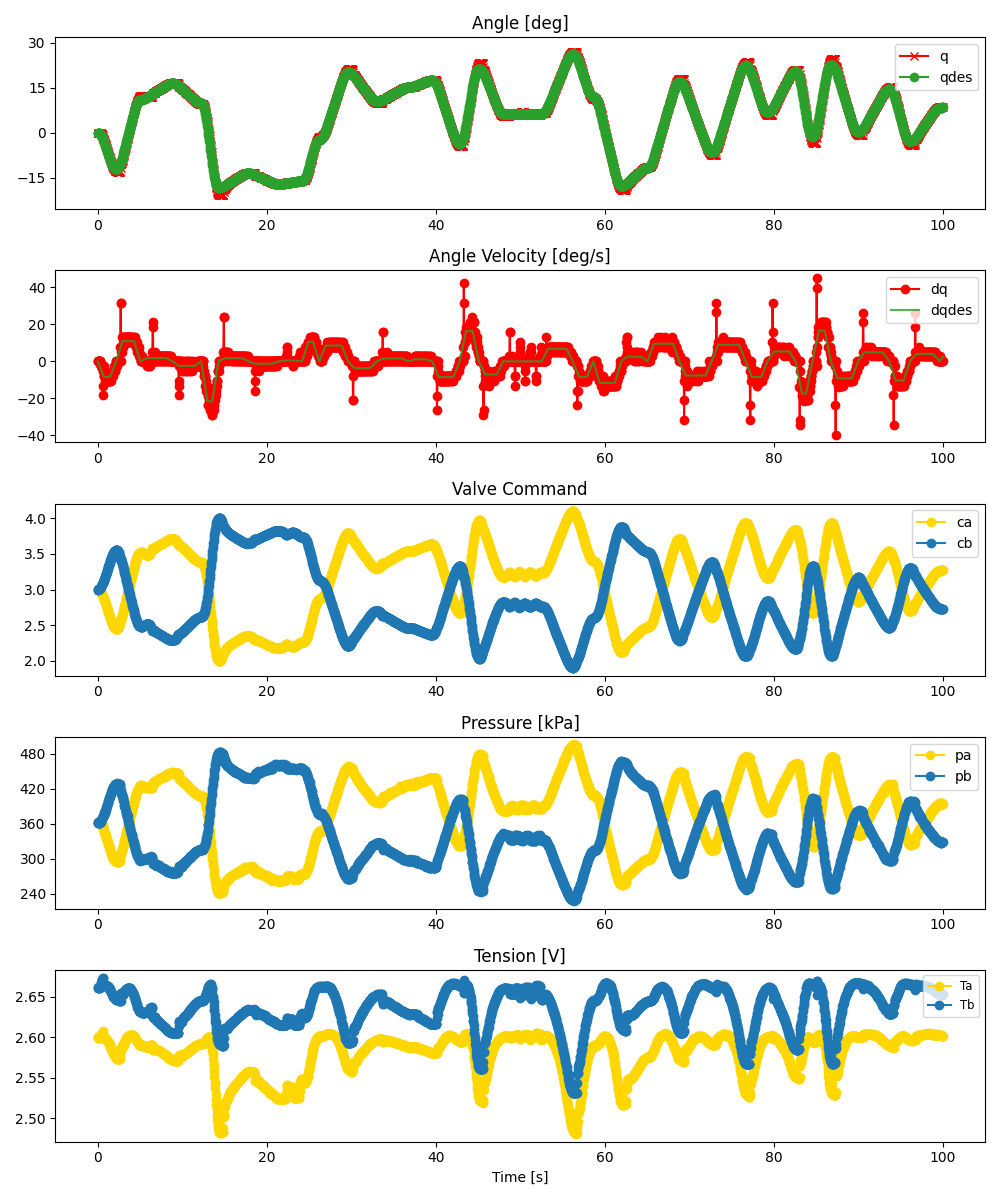 Angle [deg]
30
15
0
−15
q
qdes
0 20 40 60 80 100
Angle Velocity [deg/s]
40
20
0
−20
−40
dq
dqdes
0 20 40 60 80 100
Valve Command
4.0
3.5
3.0
2.5
2.0
ca
cb
0 20 40 60 80 100
Pressure [kPa]
480
420
360
300
240
pa
pb
0 20 40 60 80 100
Tension [V]
2.65
2.60
2.55
2.50
Ta
Tb
0 20 40 60 80 100
Time [s]